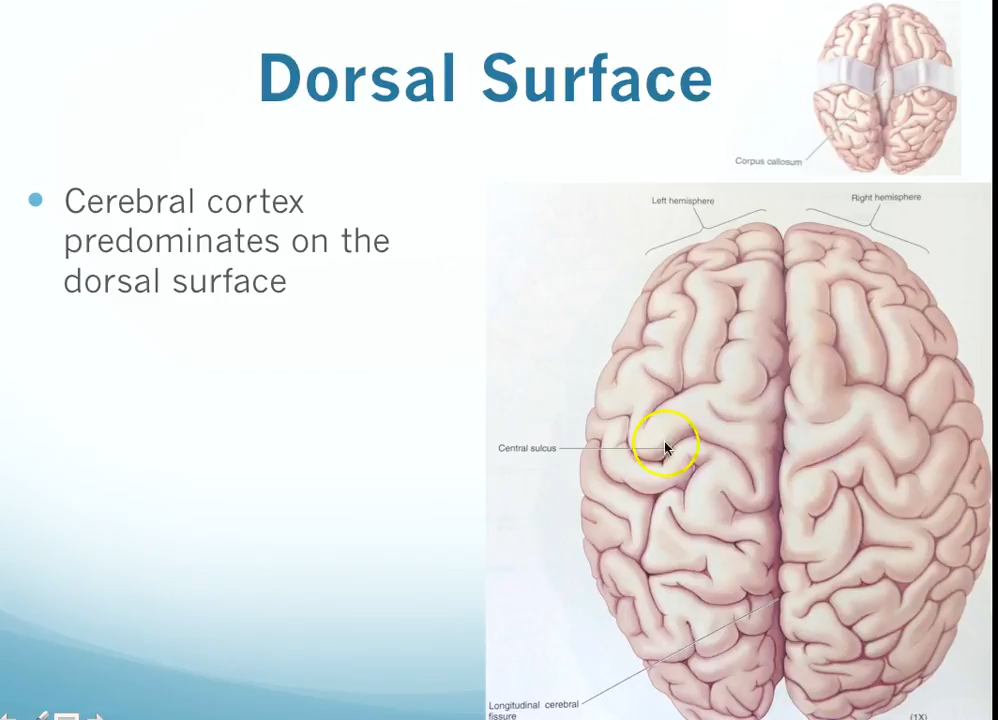 Dorsal Surface
Corpus callosum
Cerebral cortex
predominates on the
dorsal surface
Left hemisphere
Right hemisphere
Central sulcus
Longitudinal cerebral
fissure
(1X)